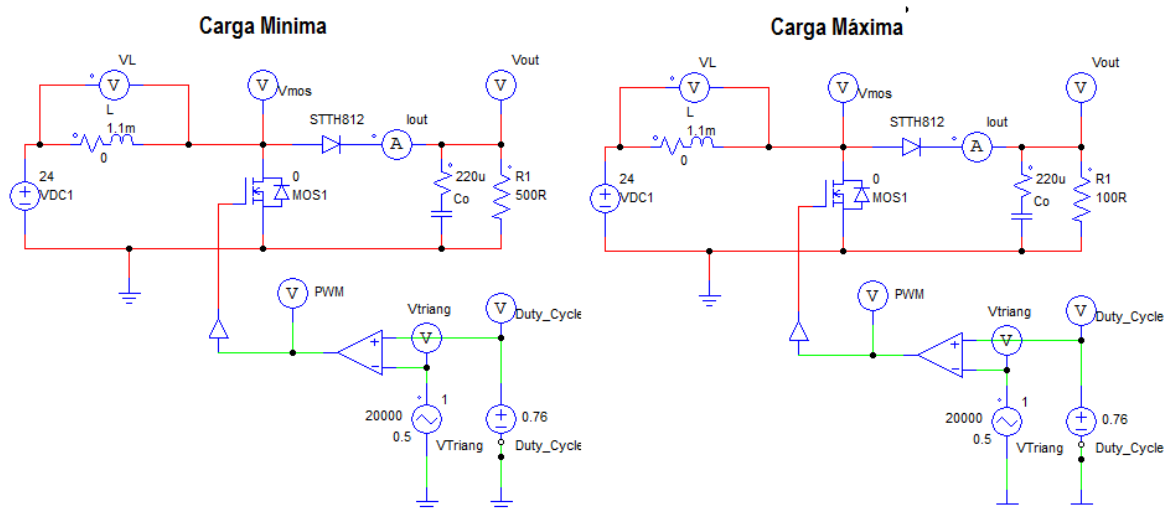 Carga Minima
VL
V
L
1.1m
0
24
VDC1
V
Vmos
STTH812
Iout
A
Vout
V
0
MOS1
220u
Co
R1
500R
V
PWM
Vtriang
V
V
Duty_Cycle
20000
1
0.5
VTriang
0.76
Duty_Cycle
Carga Máxima
VL
V
L
1.1m
0
24
VDC1
V
Vmos
STTH812
Iout
A
Vout
V
0
MOS1
220u
Co
R1
100R
V
PWM
Vtriang
V
V
Duty_Cycle
20000
1
0.5
VTriang
0.76
Duty_Cycle